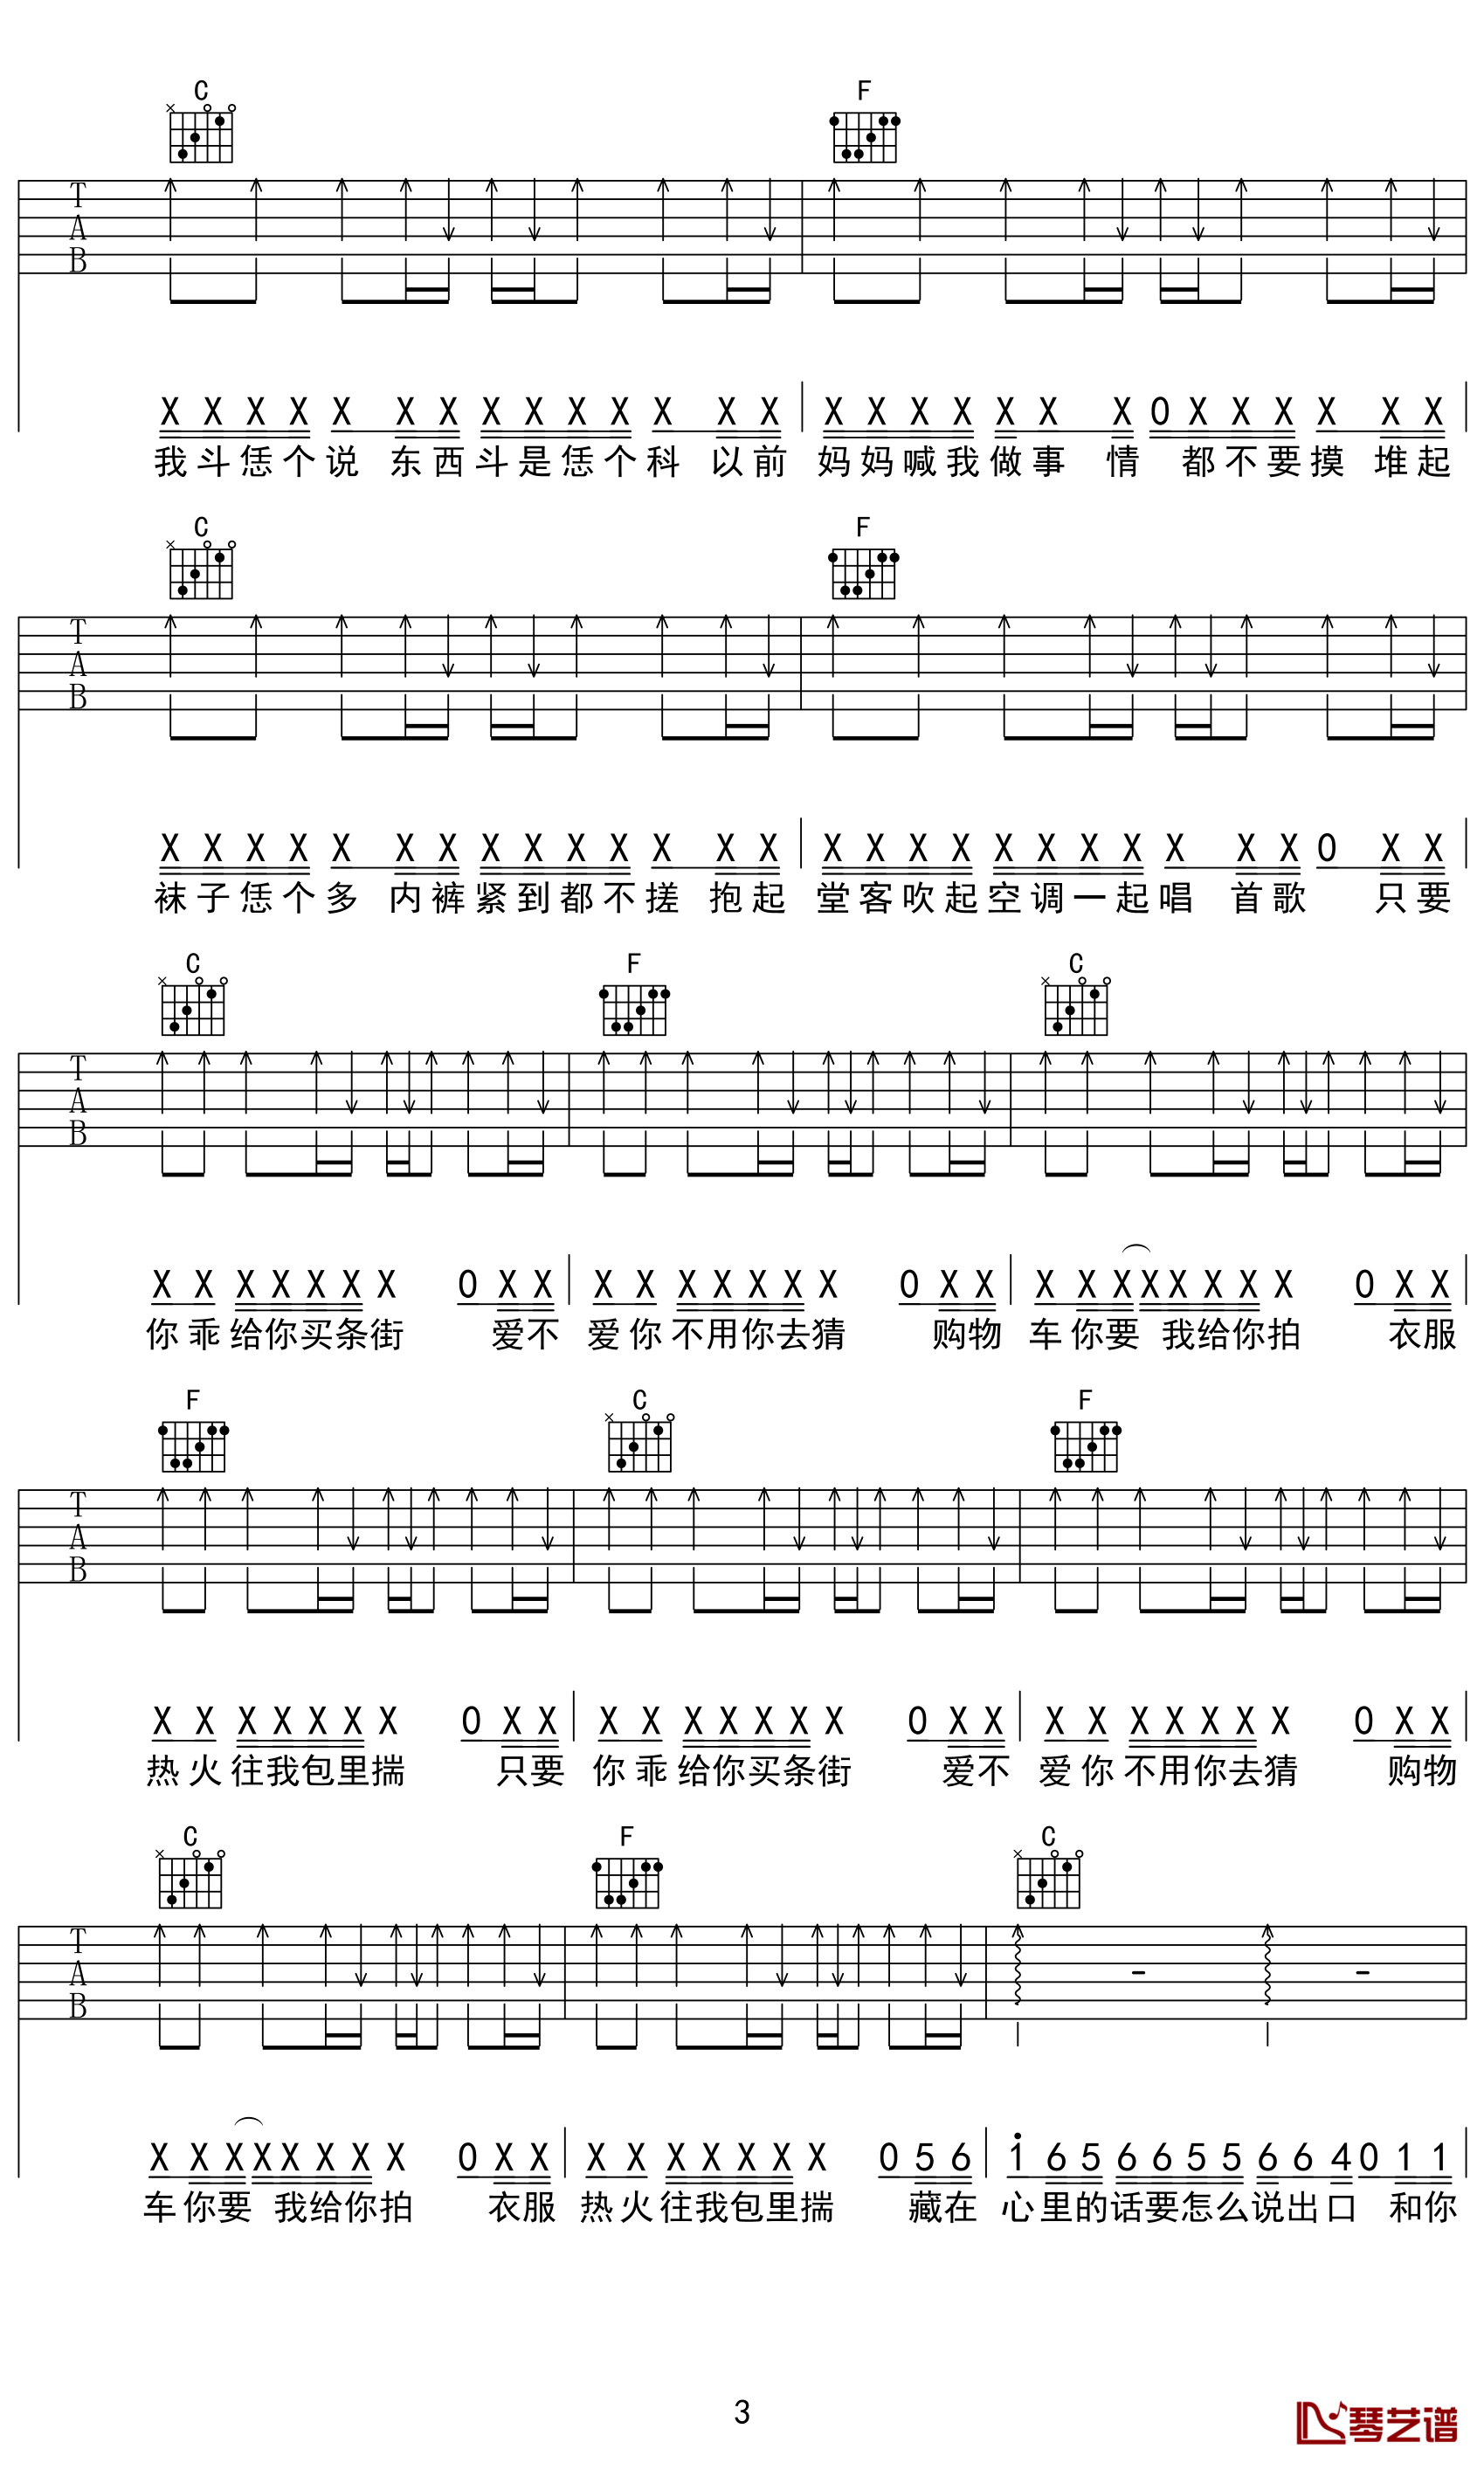 C F
T A B
X X X X X X X X X X X X X X X X X X X X X 0 X X X X X X
我斗恁个说 东西斗是恁个科 以前 妈妈喊我做事 情 都不要摸 堆起
C F
T A B
X X X X X X X X X X X X X X X X X X X X X X X X X 0 X X
袜子恁个多 内裤紧到都不搓 抱起 堂客吹起空调一起唱 首歌 只要
C F C
T A B
X X X X X X X 0 X X X X X X X X X 0 X X X X X X X X X X 0 X X
你乖给你买条街 爱不 爱你不用你去猜 购物 车你要 我给你拍 衣服
F C F
T A B
X X X X X X X 0 X X X X X X X X X 0 X X X X X X X X X 0 X X
热火往我包里揣 只要 你乖给你买条街 爱不 爱你不用你去猜 购物
C F C
T A B
- -
X X X X X X X X 0 X X X X X X X X X 0 5 6 1 6 5 6 6 5 5 6 6 4 0 1 1
车你要 我给你拍 衣服 热火往我包里揣 藏在 心里的话要怎么说出口 和你
3
琴艺谱